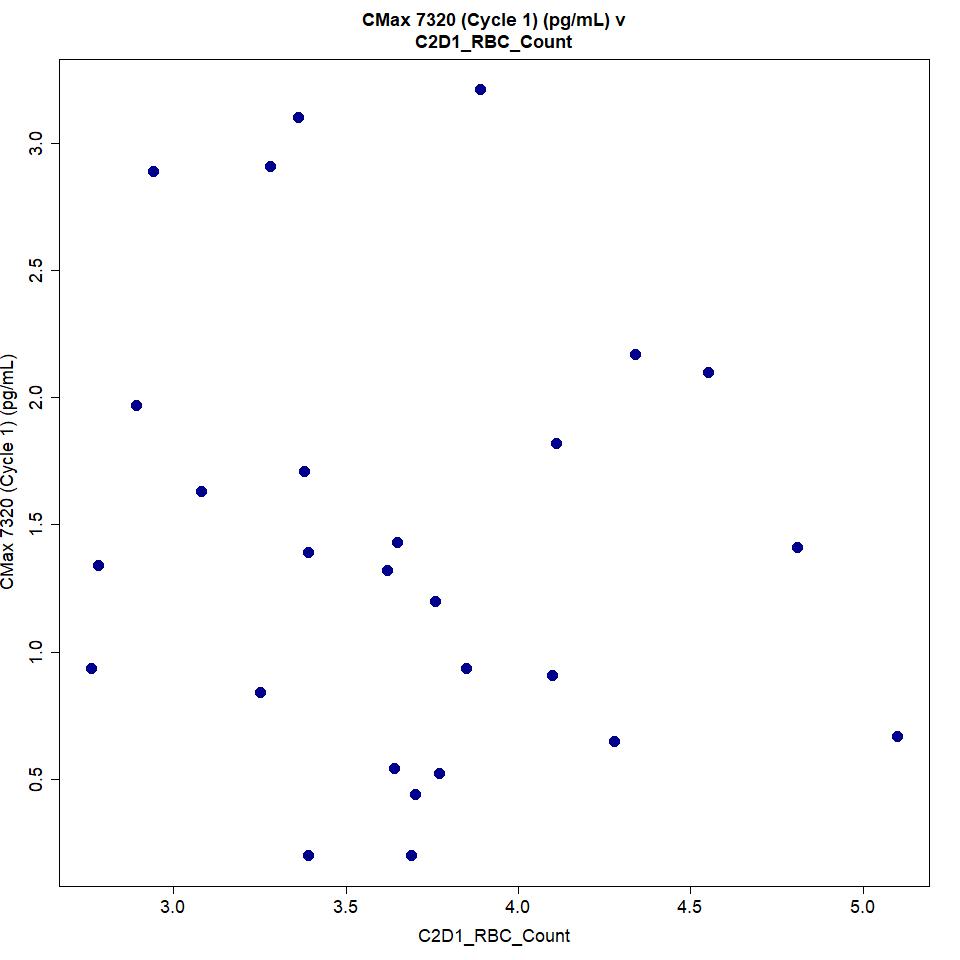 CMax 7320 (Cycle 1) (pg/mL) v
C2D1_RBC_Count
CMax 7320 (Cycle 1) (pg/mL)
3.0
2.5
2.0
1.5
1.0
0.5
3.0 3.5 4.0 4.5 5.0
C2D1_RBC_Count